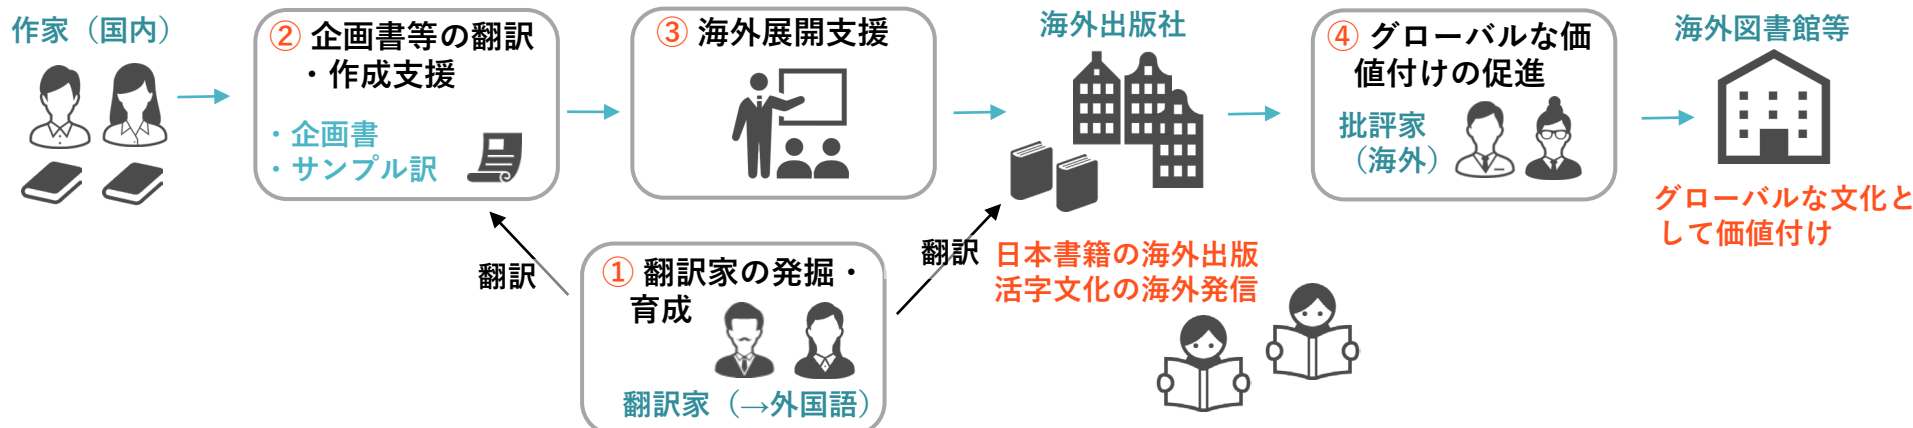 作家（国内）
② 企画書等の翻訳
・作成支援
・企画書
・サンプル訳
③ 海外展開支援
海外出版社
④ グローバルな価
値付けの促進
批評家
（海外）
海外図書館等
グローバルな文化と
して価値付け
翻訳
① 翻訳家の発掘・
育成
翻訳家（→外国語）
翻訳
日本書籍の海外出版
活字文化の海外発信